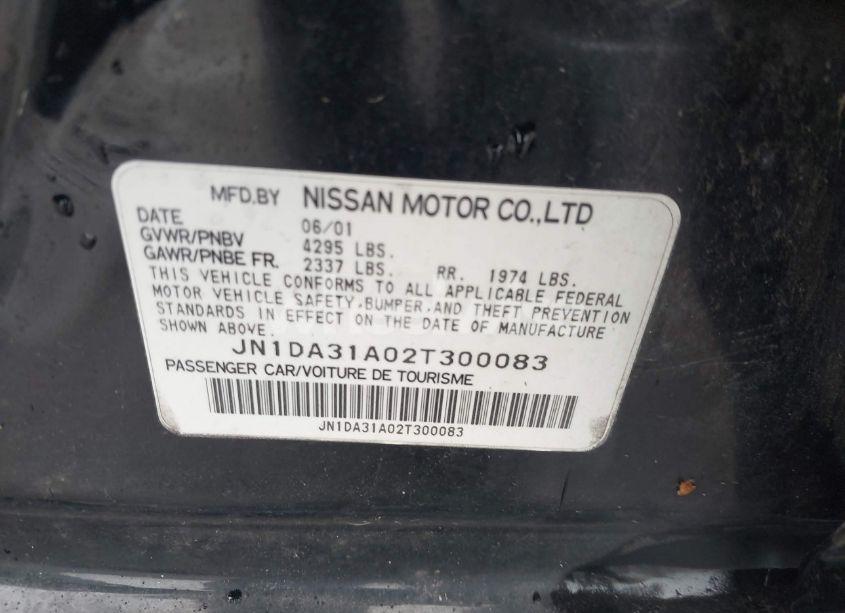 MFD.BY NISSAN MOTOR CO.,LTD
DATE 06/01
GVWR/PNBV 4295 LBS.
GAWR/PNBE FR. 2337 LBS. RR. 1974 LBS.
THIS VEHICLE CONFORMS TO ALL APPLICABLE FEDERAL
MOTOR VEHICLE SAFETY,BUMPER,AND THEFT PREVENTION
STANDARDS IN EFFECT ON THE DATE OF MANUFACTURE
SHOWN ABOVE.
JN1DA31A02T300083
PASSENGER CAR/VOITURE DE TOURISME
JN1DA31A02T300083